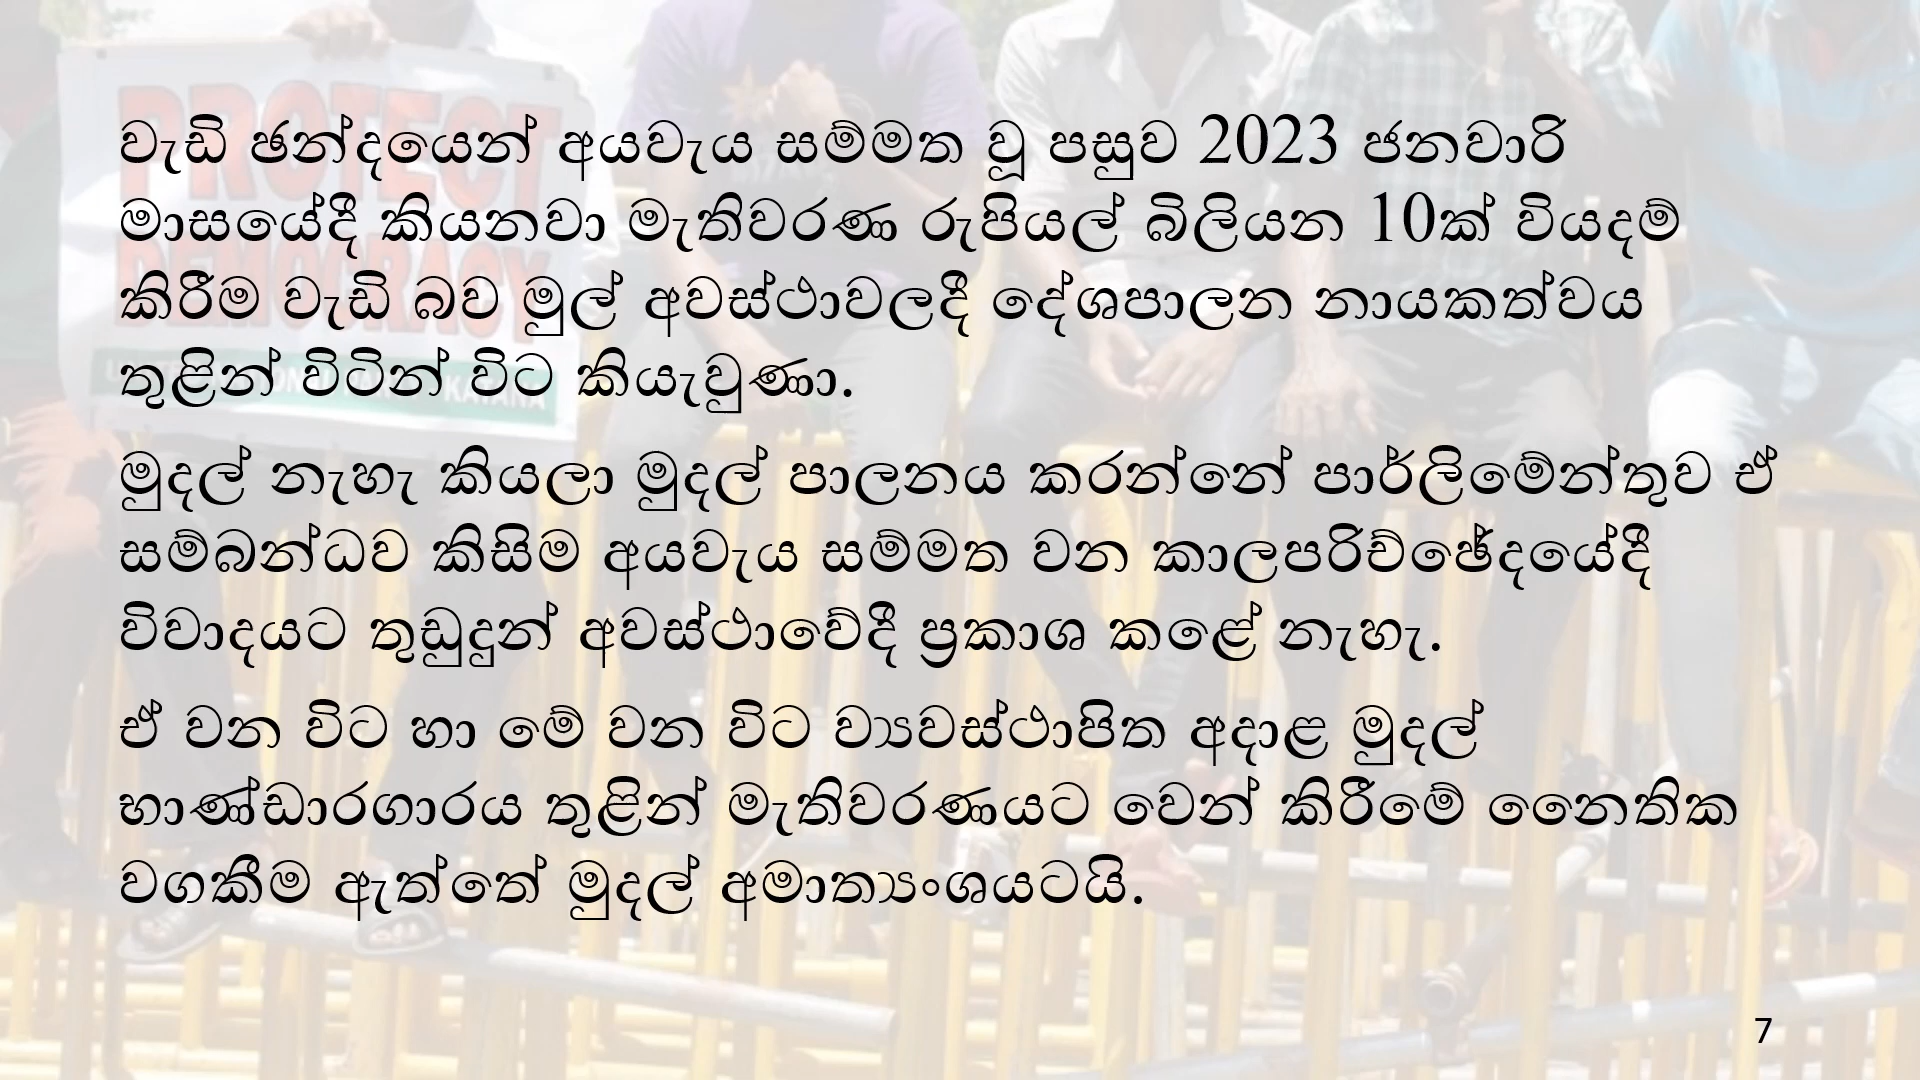 PROTECT
DEMOCRACY
වැඩි ඡන්දයෙන් අයවැය සම්මත වූ පසුව 2023 ජනවාරි
මාසයේදී කියනවා මැතිවරණ රුපියල් බිලියන 10ක් වියදම්
කිරීම වැඩි බව මුල් අවස්ථාවලදී දේශපාලන නායකත්වය
තුළින් විටින් විට කියැවුණා.
මුදල් නැහැ කියලා මුදල් පාලනය කරන්නේ පාර්ලිමේන්තුව ඒ
සම්බන්ධව කිසිම අයවැය සම්මත වන කාලපරිච්ඡේදයේදී
විවාදයට තුඩුදුන් අවස්ථාවේදී ප්‍රකාශ කළේ නැහැ.
ඒ වන විට හා මේ වන විට ව්‍යවස්ථාපිත අදාළ මුදල්
භාණ්ඩාරගාරය තුළින් මැතිවරණයට වෙන් කිරීමේ නෛතික
වගකීම ඇත්තේ මුදල් අමාත්‍යංශයටයි.
7